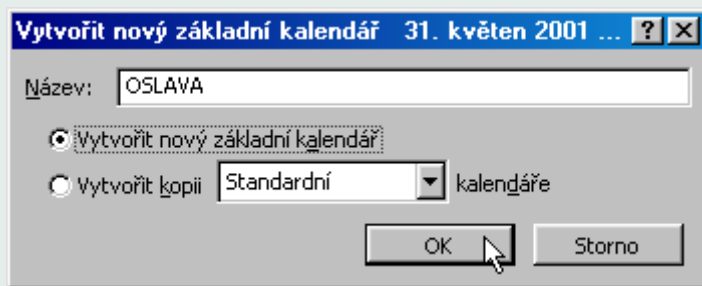 Vytvořit nový základní kalendář 31. květen 2001 ...
Název: OSLAVA
Vytvořit nový základní kalendář
Vytvořit kopii Standardní kalendáře
OK Storno